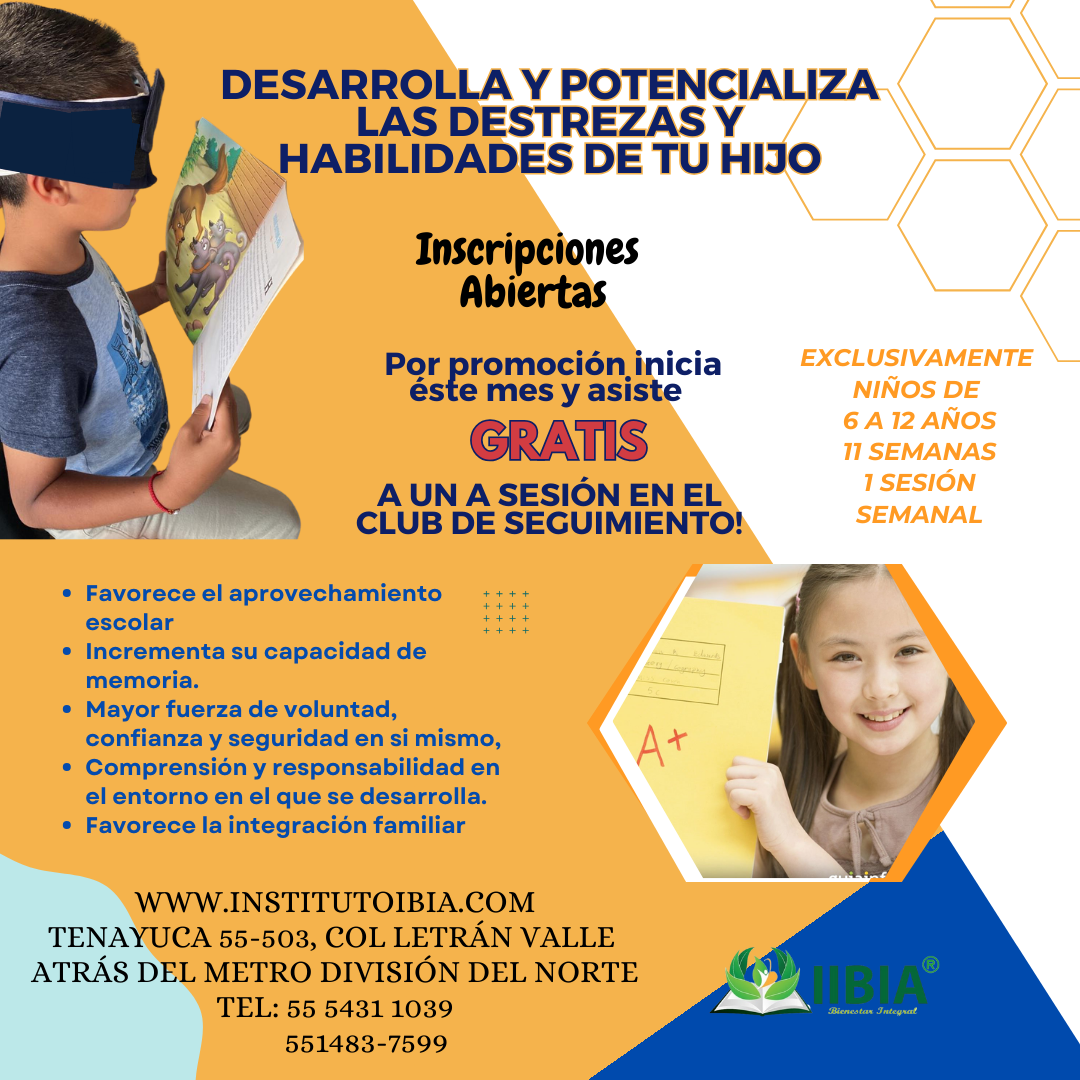 DESARROLLA Y POTENCIALIZA
LAS DESTREZAS Y
HABILIDADES DE TU HIJO
Inscripciones
Abiertas
Por promoción inicia
éste mes y asiste
GRATIS
A UN A SESIÓN EN EL
CLUB DE SEGUIMIENTO!
EXCLUSIVAMENTE
NIÑOS DE
6 A 12 AÑOS
11 SEMANAS
1 SESIÓN
SEMANAL
• Favorece el aprovechamiento
escolar
• Incrementa su capacidad de
memoria.
• Mayor fuerza de voluntad,
confianza y seguridad en si mismo,
• Comprensión y responsabilidad en
el entorno en el que se desarrolla.
• Favorece la integración familiar
A+
WWW.INSTITUTOIBIA.COM
TENAYUCA 55-503, COL LETRÁN VALLE
ATRÁS DEL METRO DIVISIÓN DEL NORTE
TEL: 55 5431 1039
551483-7599
IIBIA®
Bienestar Integral